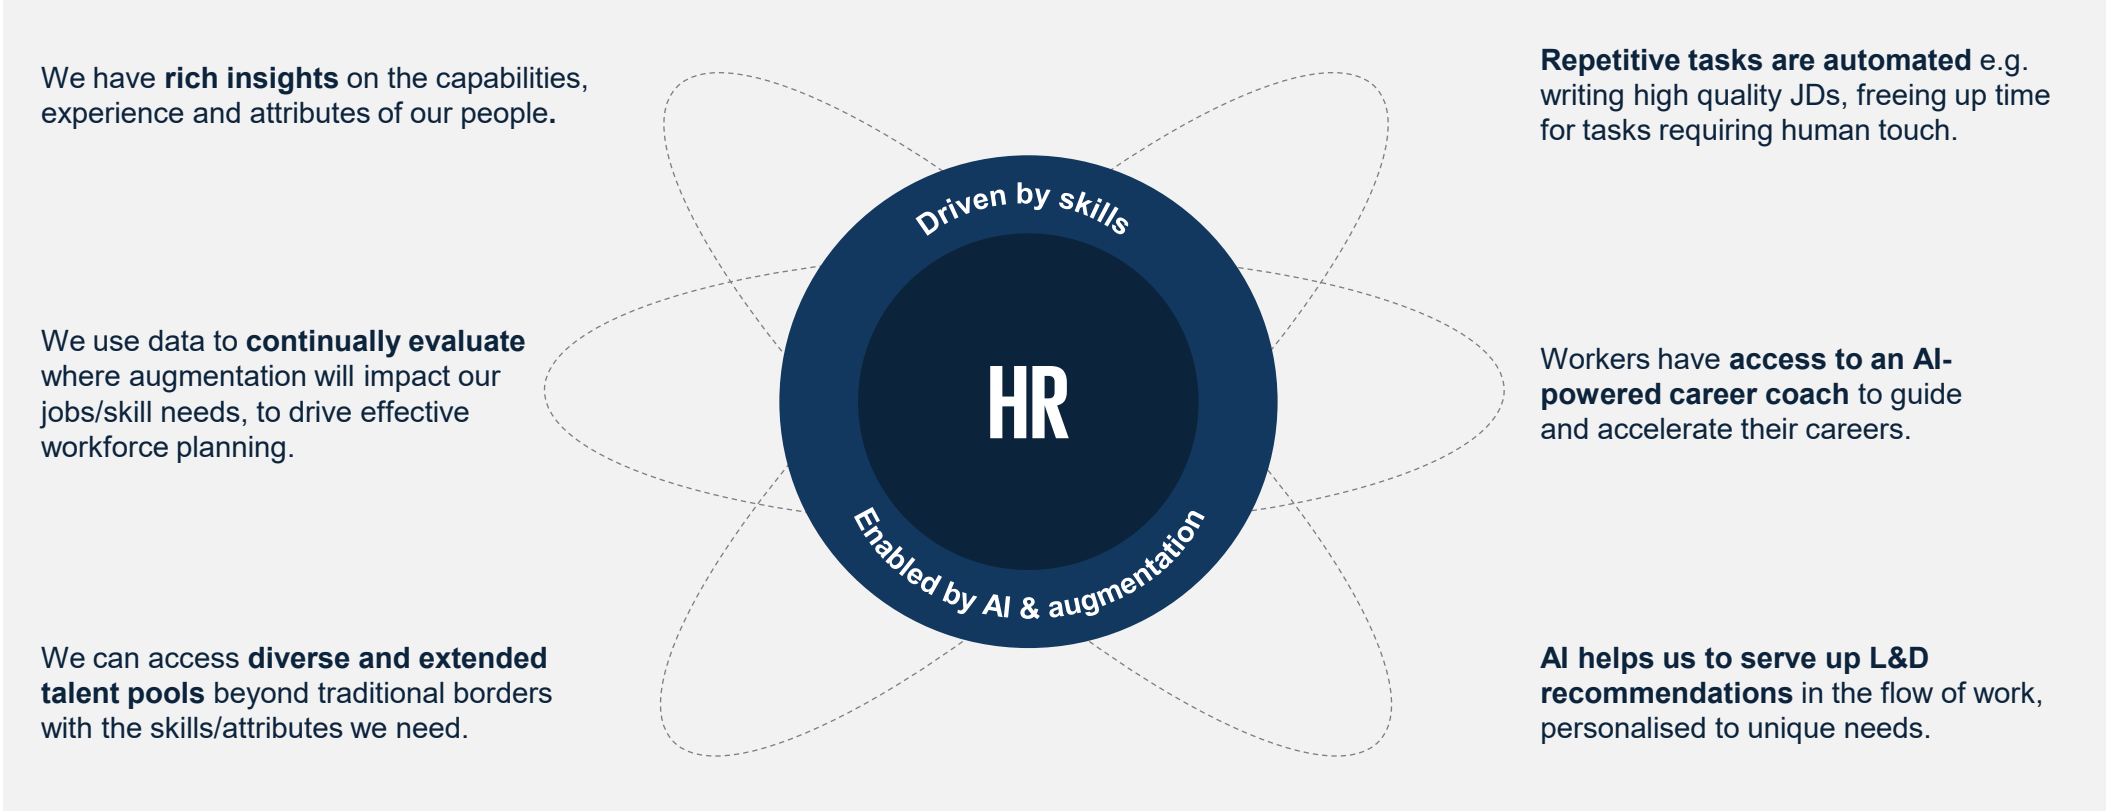 We have rich insights on the capabilities,
experience and attributes of our people.
We use data to continually evaluate
where augmentation will impact our
jobs/skill needs, to drive effective
workforce planning.
We can access diverse and extended
talent pools beyond traditional borders
with the skills/attributes we need.
Driven by skills
HR
Enabled by AI & augmentation
Repetitive tasks are automated e.g.
writing high quality JDs, freeing up time
for tasks requiring human touch.
Workers have access to an AI-
powered career coach to guide
and accelerate their careers.
AI helps us to serve up L&D
recommendations in the flow of work,
personalised to unique needs.